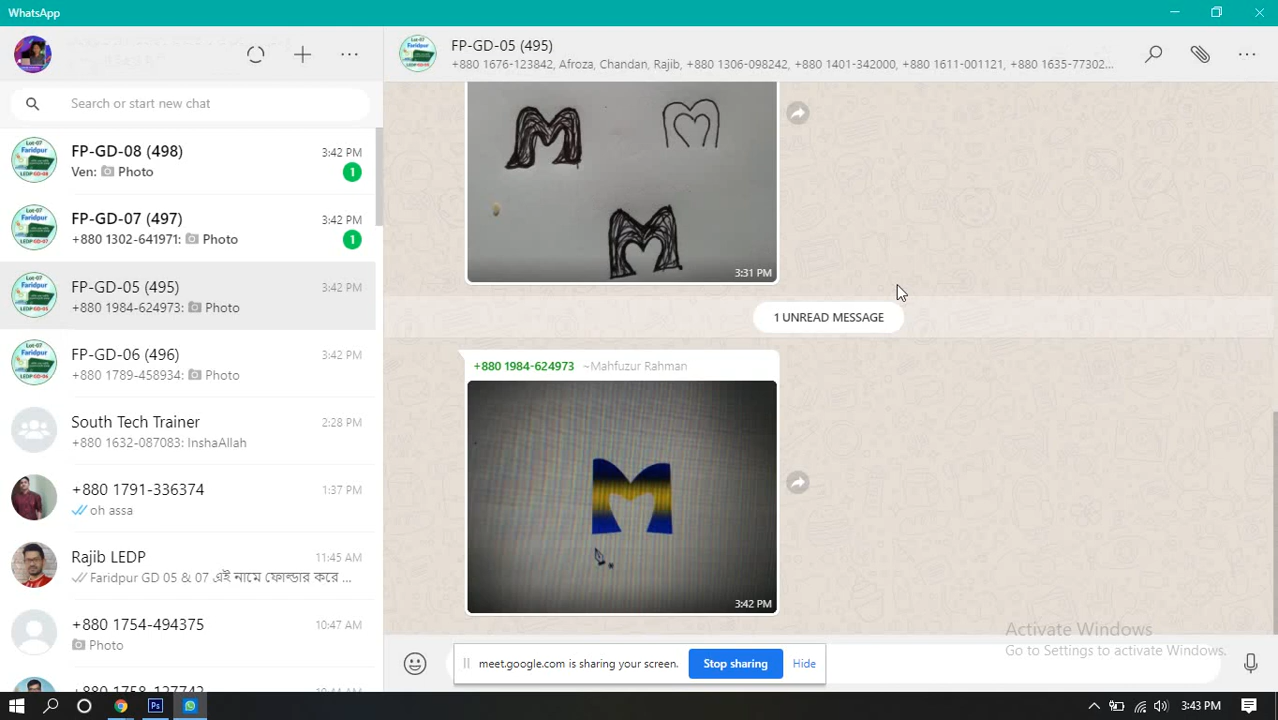 WhatsApp
Search or start new chat
FP-GD-08 (498)
3:42 PM
Ven: Photo
1
FP-GD-07 (497)
3:42 PM
+880 1302-641971: Photo
1
FP-GD-05 (495)
3:42 PM
+880 1984-624973: Photo
FP-GD-06 (496)
3:42 PM
+880 1789-458934: Photo
South Tech Trainer
2:28 PM
+880 1632-087083: InshaAllah
+880 1791-336374
1:37 PM
oh assa
Rajib LEDP
11:45 AM
Faridpur GD 05 & 07 এই নামে ফোল্ডার করে ...
+880 1754-494375
10:47 AM
Photo
FP-GD-05 (495)
+880 1676-123842, Afroza, Chandan, Rajib, +880 1306-098242, +880 1401-342000, +880 1611-001121, +880 1635-77302...
M
M
3:31 PM
1 UNREAD MESSAGE
+880 1984-624973 ~Mahfuzur Rahman
M
3:42 PM
Activate Windows
Go to Settings to activate Windows.
meet.google.com is sharing your screen.
Stop sharing
Hide
3:43 PM